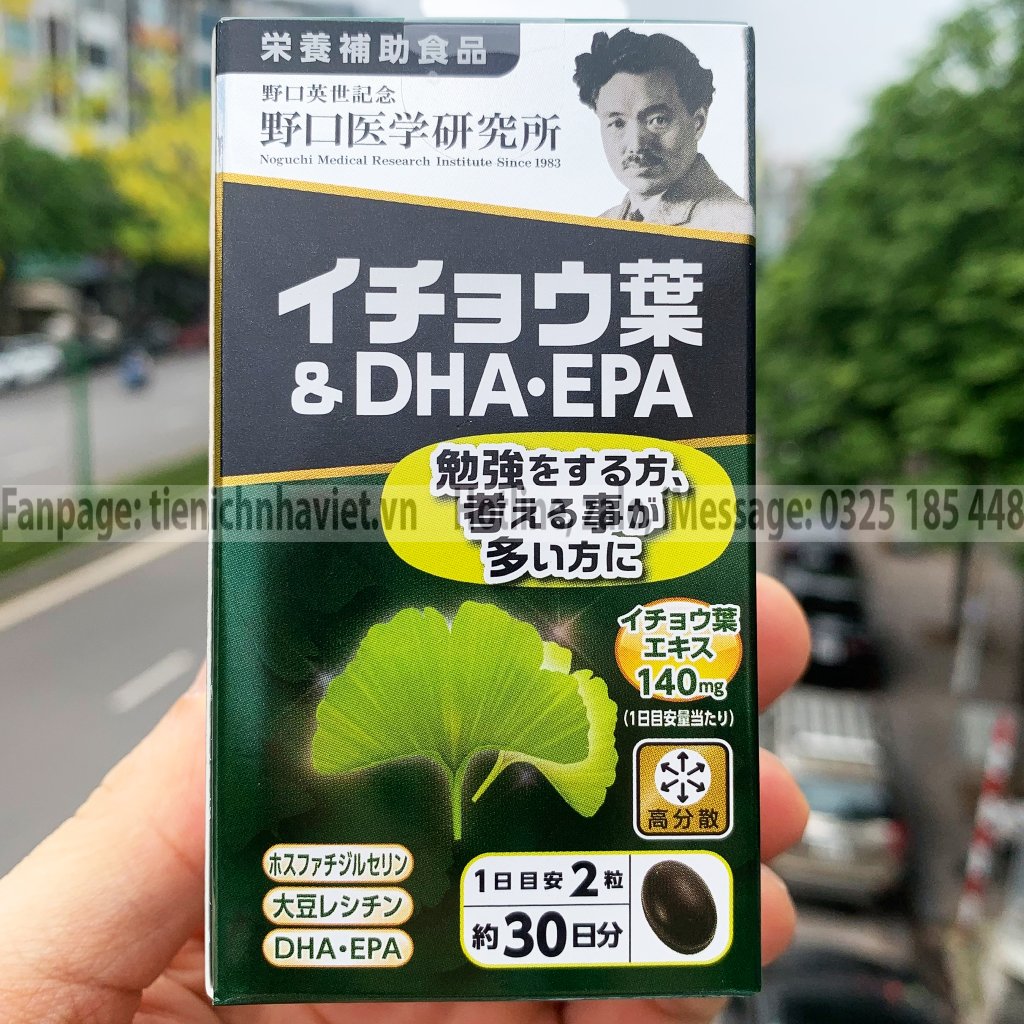 栄養補助食品
野口英世記念
野口医学研究所
Noguchi Medical Research Institute Since 1983
イチョウ葉
&DHA・EPA
勉強をする方、
Fanpage: tienichnhaviet.vn Message: 0325 185 448
考える事が
多い方に
イチョウ葉
エキス
140mg
(1日目安量当たり)
高分散
ホスファチジルセリン
大豆レシチン
DHA・EPA
1日目安2粒
約30日分